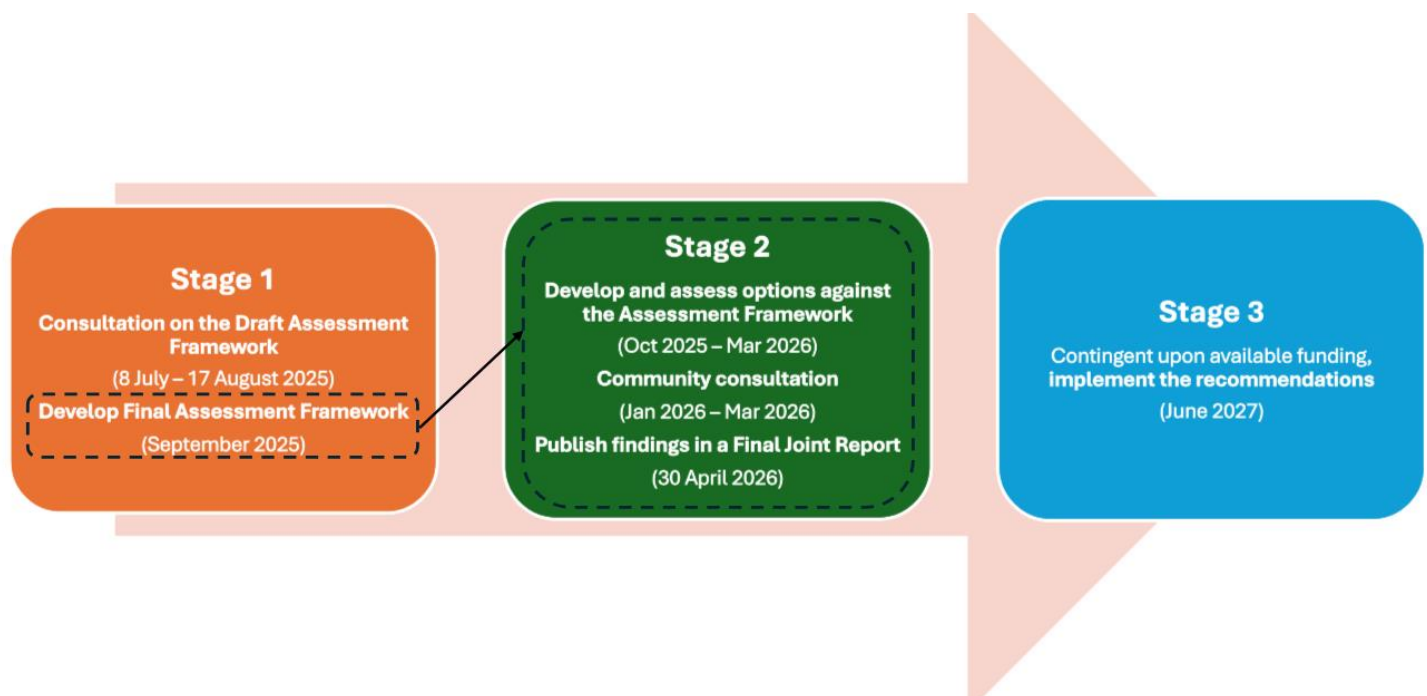 Stage 1
Consultation on the Draft Assessment
Framework
(8 July – 17 August 2025)
Develop Final Assessment Framework
(September 2025)
Stage 2
Develop and assess options against
the Assessment Framework
(Oct 2025 – Mar 2026)
Community consultation
(Jan 2026 – Mar 2026)
Publish findings in a Final Joint Report
(30 April 2026)
Stage 3
Contingent upon available funding,
implement the recommendations
(June 2027)